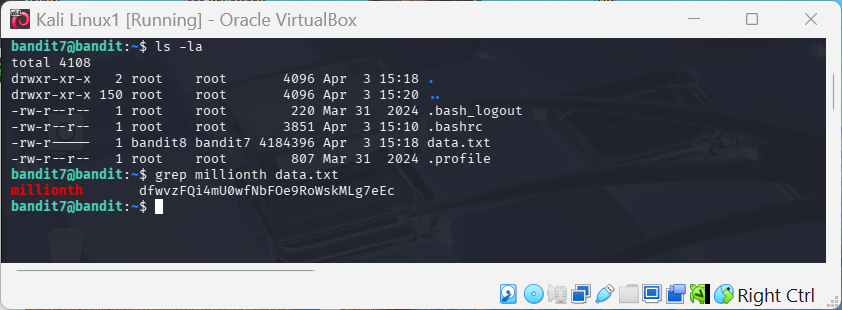 Kali Linux1 [Running] - Oracle VirtualBox
bandit7@bandit:~$ ls -la
total 4108
drwxr-xr-x   2 root    root       4096 Apr  3 15:18 .
drwxr-xr-x 150 root    root       4096 Apr  3 15:20 ..
-rw-r--r--   1 root    root        220 Mar 31  2024 .bash_logout
-rw-r--r--   1 root    root       3851 Apr  3 15:10 .bashrc
-rw-r-----   1 bandit8 bandit7 4184396 Apr  3 15:18 data.txt
-rw-r--r--   1 root    root        807 Mar 31  2024 .profile
bandit7@bandit:~$ grep millionth data.txt
millionth       dfwvzFQi4mU0wfNbFOe9RoWskMLg7eEc
bandit7@bandit:~$
Right Ctrl